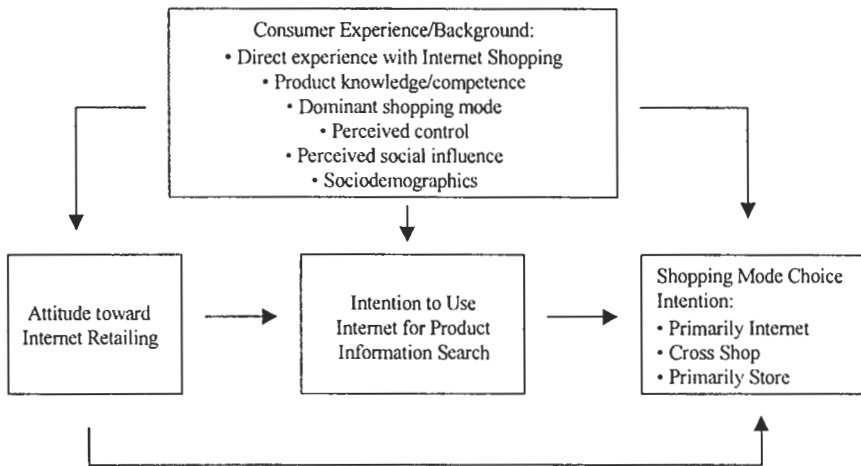 Consumer Experience/Background:
• Direct experience with Internet Shopping
• Product knowledge/competence
• Dominant shopping mode
• Perceived control
• Perceived social influence
• Sociodemographics
Attitude toward
Internet Retailing
Intention to Use
Internet for Product
Information Search
Shopping Mode Choice
Intention:
• Primarily Internet
• Cross Shop
• Primarily Store